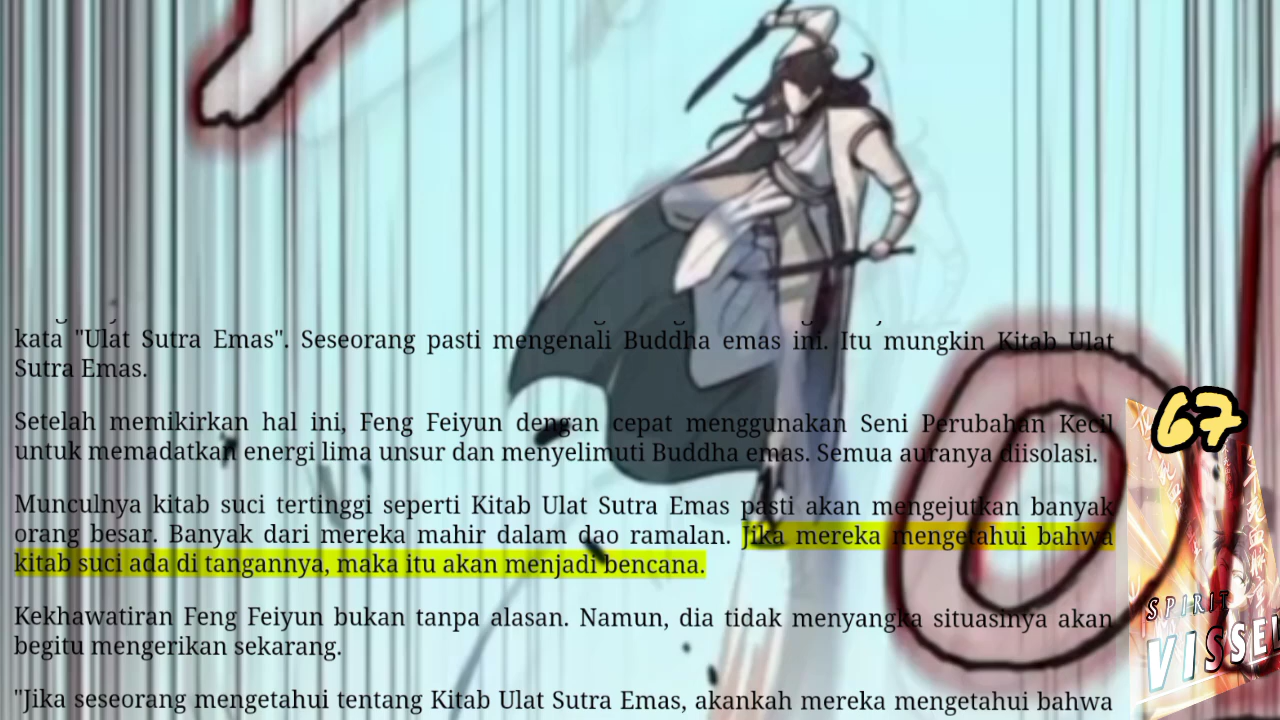 kata "Ulat Sutra Emas". Seseorang pasti mengenali Buddha emas ini. Itu mungkin Kitab Ulat
Sutra Emas.
Setelah memikirkan hal ini, Feng Feiyun dengan cepat menggunakan Seni Perubahan Kecil
untuk memadatkan energi lima unsur dan menyelimuti Buddha emas. Semua auranya diisolasi.
Munculnya kitab suci tertinggi seperti Kitab Ulat Sutra Emas pasti akan mengejutkan banyak
orang besar. Banyak dari mereka mahir dalam dao ramalan. Jika mereka mengetahui bahwa
kitab suci ada di tangannya, maka itu akan menjadi bencana.
Kekhawatiran Feng Feiyun bukan tanpa alasan. Namun, dia tidak menyangka situasinya akan
begitu mengerikan sekarang.
"Jika seseorang mengetahui tentang Kitab Ulat Sutra Emas, akankah mereka mengetahui bahwa
67
SPIRIT
VISSEL